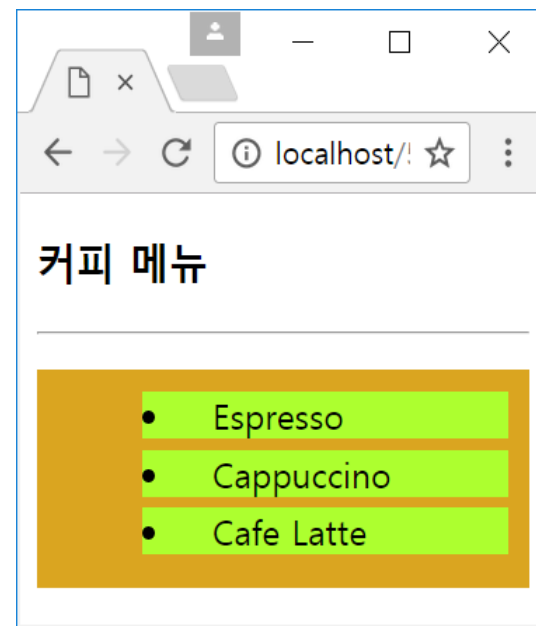 localhost/
커피 메뉴
Espresso
Cappuccino
Cafe Latte